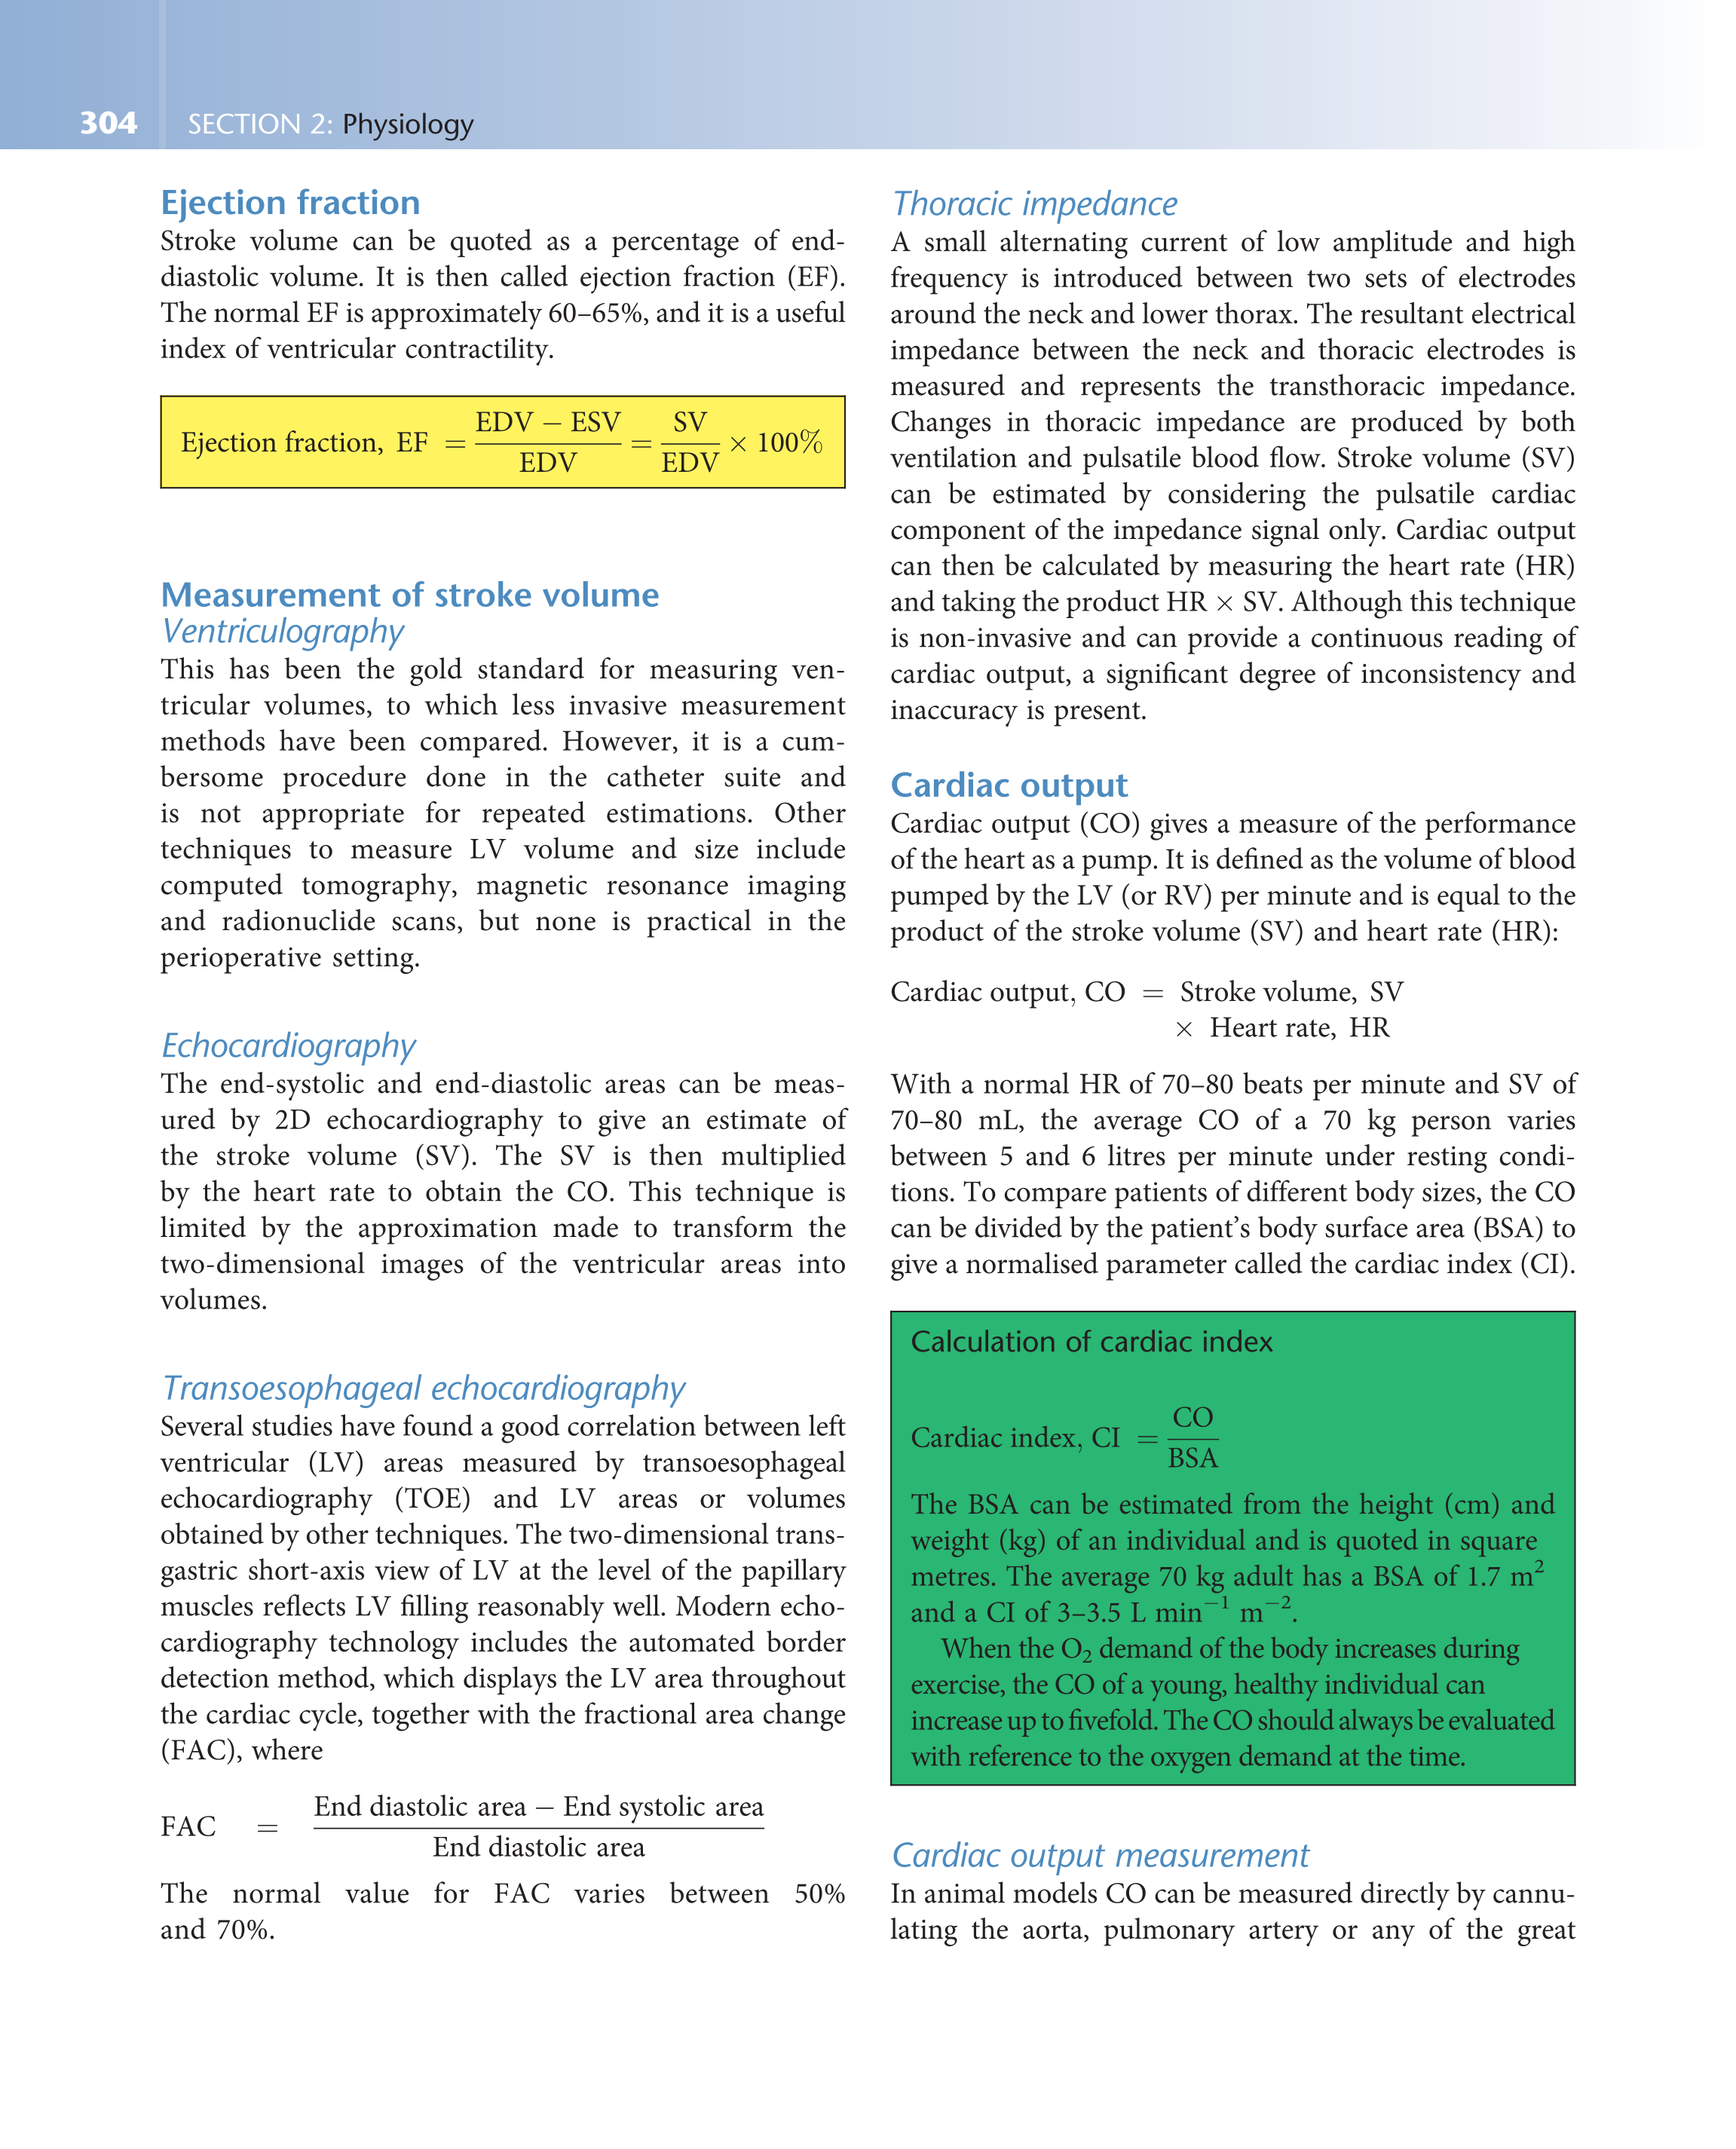 304 SECTION 2: Physiology
Ejection fraction
Stroke volume can be quoted as a percentage of end-
diastolic volume. It is then called ejection fraction (EF).
The normal EF is approximately 60–65%, and it is a useful
index of ventricular contractility.
Ejection fraction, EF = (EDV − ESV)/EDV = SV/EDV × 100%
Measurement of stroke volume
Ventriculography
This has been the gold standard for measuring ven-
tricular volumes, to which less invasive measurement
methods have been compared. However, it is a cum-
bersome procedure done in the catheter suite and
is not appropriate for repeated estimations. Other
techniques to measure LV volume and size include
computed tomography, magnetic resonance imaging
and radionuclide scans, but none is practical in the
perioperative setting.
Echocardiography
The end-systolic and end-diastolic areas can be meas-
ured by 2D echocardiography to give an estimate of
the stroke volume (SV). The SV is then multiplied
by the heart rate to obtain the CO. This technique is
limited by the approximation made to transform the
two-dimensional images of the ventricular areas into
volumes.
Transoesophageal echocardiography
Several studies have found a good correlation between left
ventricular (LV) areas measured by transoesophageal
echocardiography (TOE) and LV areas or volumes
obtained by other techniques. The two-dimensional trans-
gastric short-axis view of LV at the level of the papillary
muscles reflects LV filling reasonably well. Modern echo-
cardiography technology includes the automated border
detection method, which displays the LV area throughout
the cardiac cycle, together with the fractional area change
(FAC), where
FAC = (End diastolic area − End systolic area)/End diastolic area
The normal value for FAC varies between 50%
and 70%.
Thoracic impedance
A small alternating current of low amplitude and high
frequency is introduced between two sets of electrodes
around the neck and lower thorax. The resultant electrical
impedance between the neck and thoracic electrodes is
measured and represents the transthoracic impedance.
Changes in thoracic impedance are produced by both
ventilation and pulsatile blood flow. Stroke volume (SV)
can be estimated by considering the pulsatile cardiac
component of the impedance signal only. Cardiac output
can then be calculated by measuring the heart rate (HR)
and taking the product HR × SV. Although this technique
is non-invasive and can provide a continuous reading of
cardiac output, a significant degree of inconsistency and
inaccuracy is present.
Cardiac output
Cardiac output (CO) gives a measure of the performance
of the heart as a pump. It is defined as the volume of blood
pumped by the LV (or RV) per minute and is equal to the
product of the stroke volume (SV) and heart rate (HR):
Cardiac output, CO = Stroke volume, SV
× Heart rate, HR
With a normal HR of 70–80 beats per minute and SV of
70–80 mL, the average CO of a 70 kg person varies
between 5 and 6 litres per minute under resting condi-
tions. To compare patients of different body sizes, the CO
can be divided by the patient's body surface area (BSA) to
give a normalised parameter called the cardiac index (CI).
Calculation of cardiac index
Cardiac index, CI = CO/BSA
The BSA can be estimated from the height (cm) and
weight (kg) of an individual and is quoted in square
metres. The average 70 kg adult has a BSA of 1.7 m²
and a CI of 3–3.5 L min⁻¹ m⁻².
When the O₂ demand of the body increases during
exercise, the CO of a young, healthy individual can
increase up to fivefold. The CO should always be evaluated
with reference to the oxygen demand at the time.
Cardiac output measurement
In animal models CO can be measured directly by cannu-
lating the aorta, pulmonary artery or any of the great